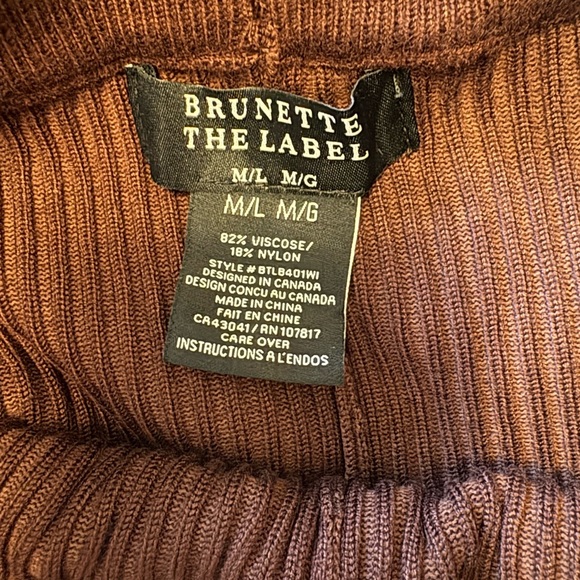 BRUNETTE
THE LABEL
M/L M/G
M/L M/G
82% VISCOSE/
18% NYLON
STYLE # BTLB401WI
DESIGNED IN CANADA
DESIGN CONCU AU CANADA
MADE IN CHINA
FAIT EN CHINE
CA43041/RN107817
CARE OVER
INSTRUCTIONS A L'ENDOS